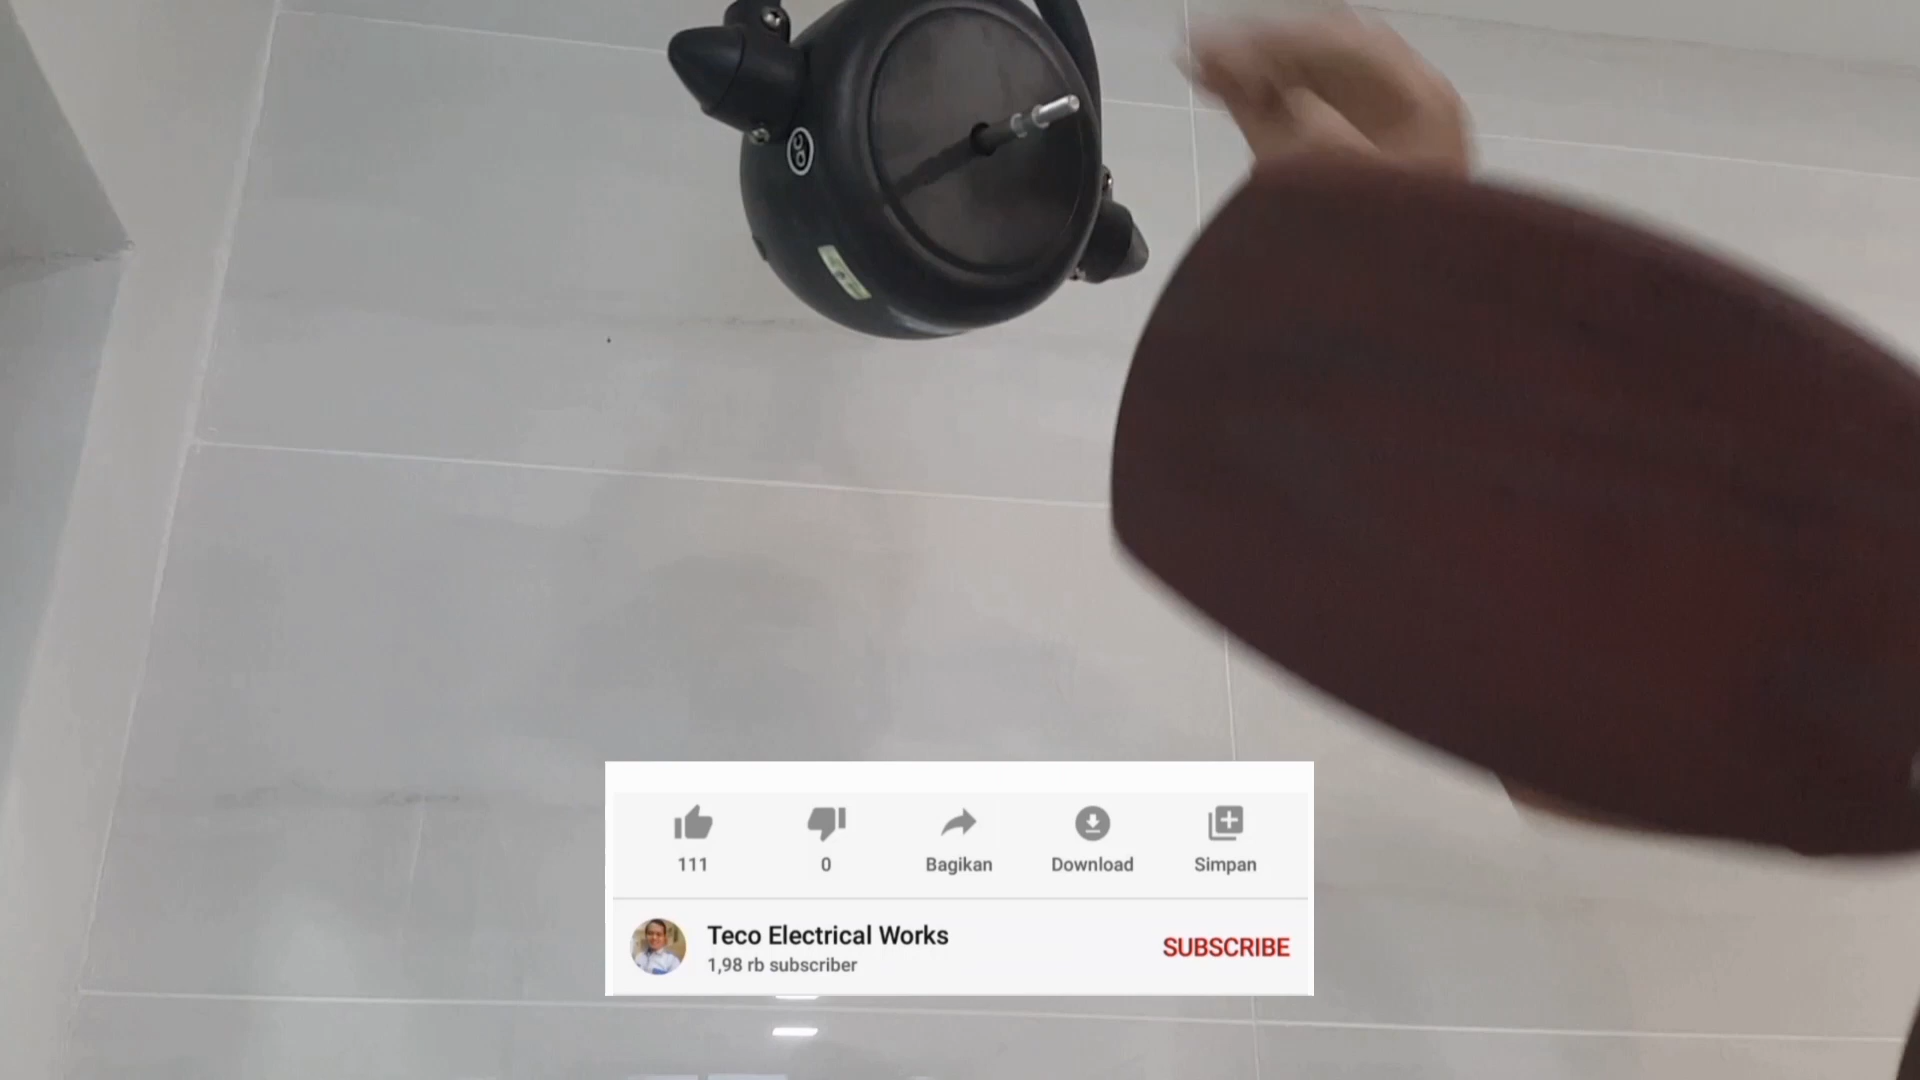 111
0
Bagikan
Download
Simpan
Teco Electrical Works
1,98 rb subscriber
SUBSCRIBE